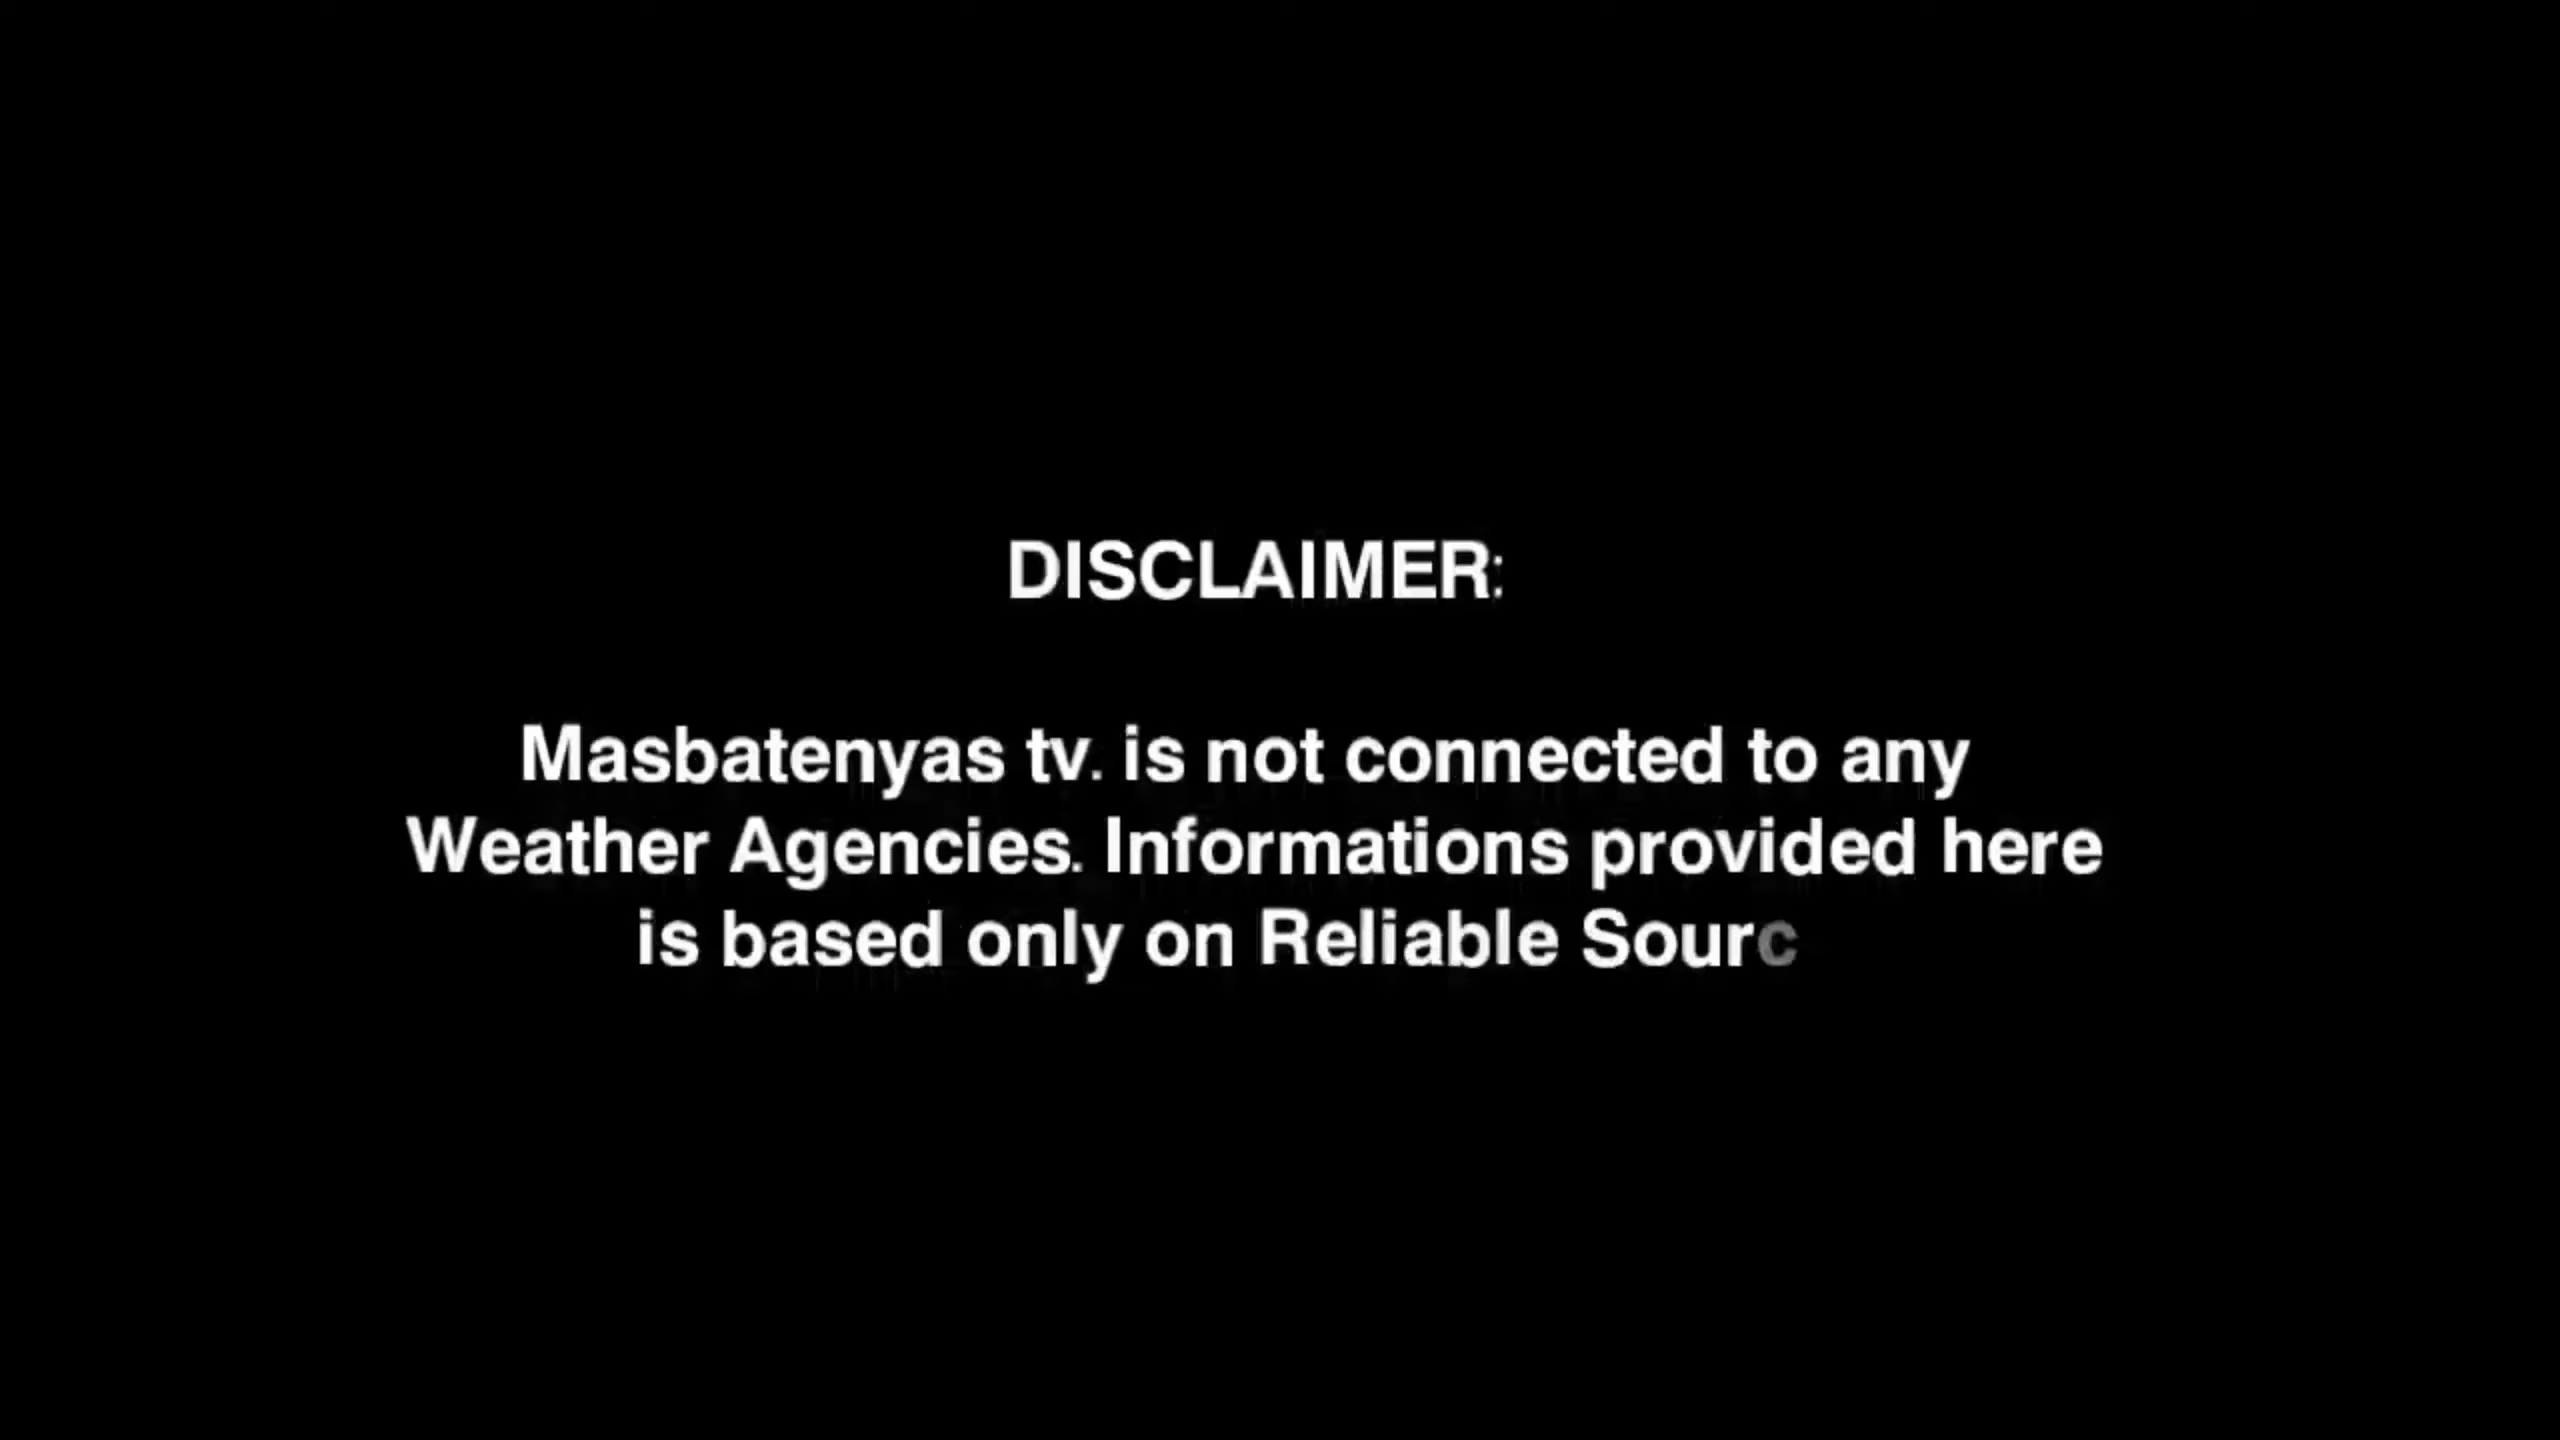 DISCLAIMER:
Masbatenyas tv. is not connected to any
Weather Agencies. Informations provided here
is based only on Reliable Sourc